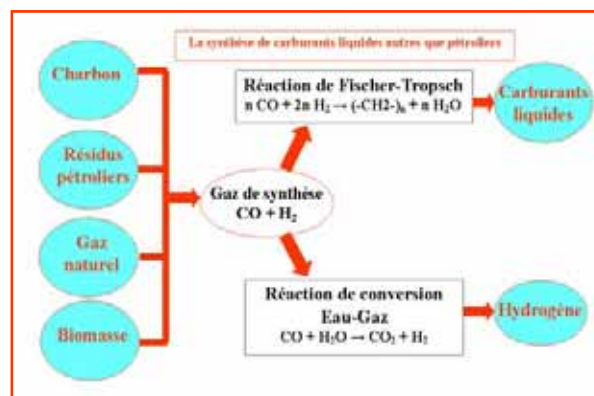 La synthèse de carburants liquides autres que pétroliers
Charbon
Résidus
pétroliers
Gaz
naturel
Biomasse
Gaz de synthèse
CO + H₂
Réaction de Fischer-Tropsch
n CO + 2n H₂ → (-CH2-)ₙ + n H₂O
Carburants
liquides
Réaction de conversion
Eau-Gaz
CO + H₂O → CO₂ + H₂
Hydrogène